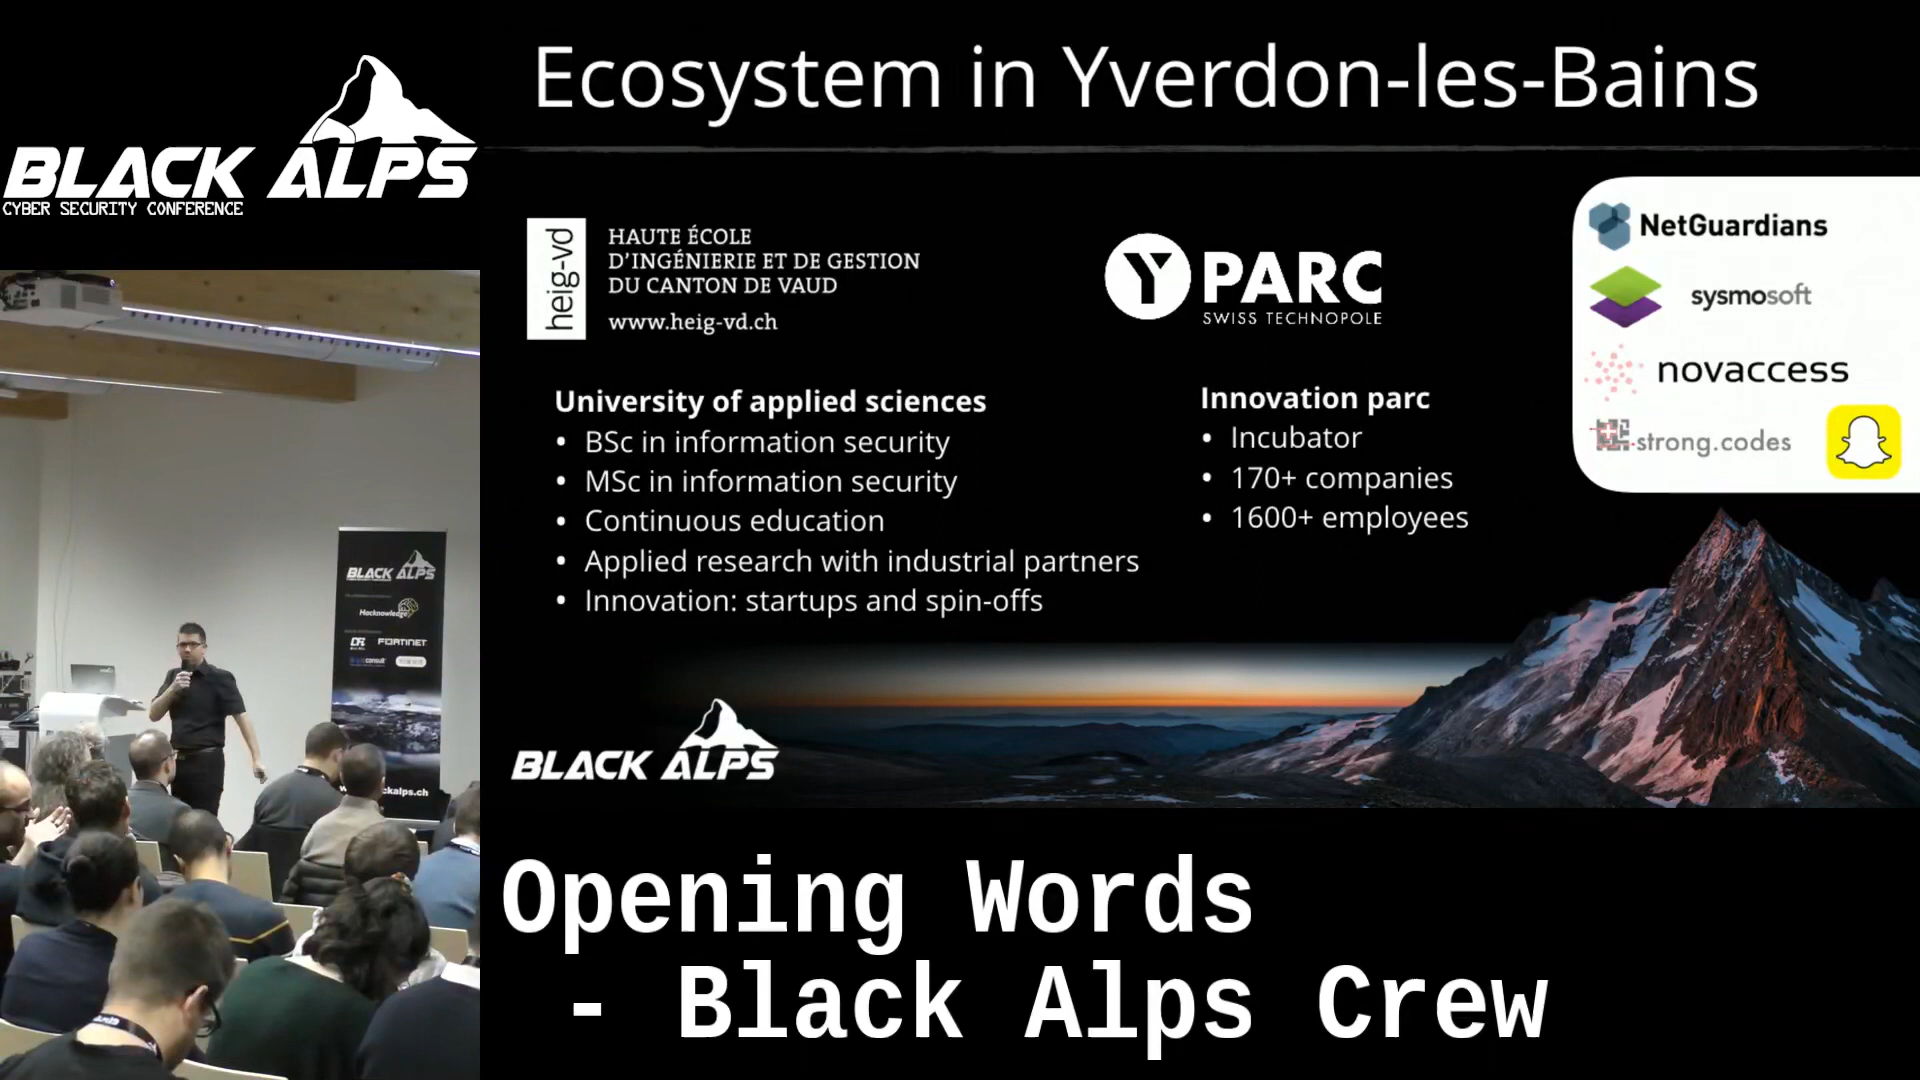 BLACK ALPS
CYBER SECURITY CONFERENCE
Ecosystem in Yverdon-les-Bains
heig-vd
HAUTE ÉCOLE
D'INGÉNIERIE ET DE GESTION
DU CANTON DE VAUD
www.heig-vd.ch
Y PARC
SWISS TECHNOPOLE
NetGuardians
sysmosoft
novaccess
strong.codes
University of applied sciences
• BSc in information security
• MSc in information security
• Continuous education
• Applied research with industrial partners
• Innovation: startups and spin-offs
Innovation parc
• Incubator
• 170+ companies
• 1600+ employees
BLACK ALPS
BLACK ALPS
Hacknowledge
FORTINET
ckalps.ch
Opening Words
- Black Alps Crew